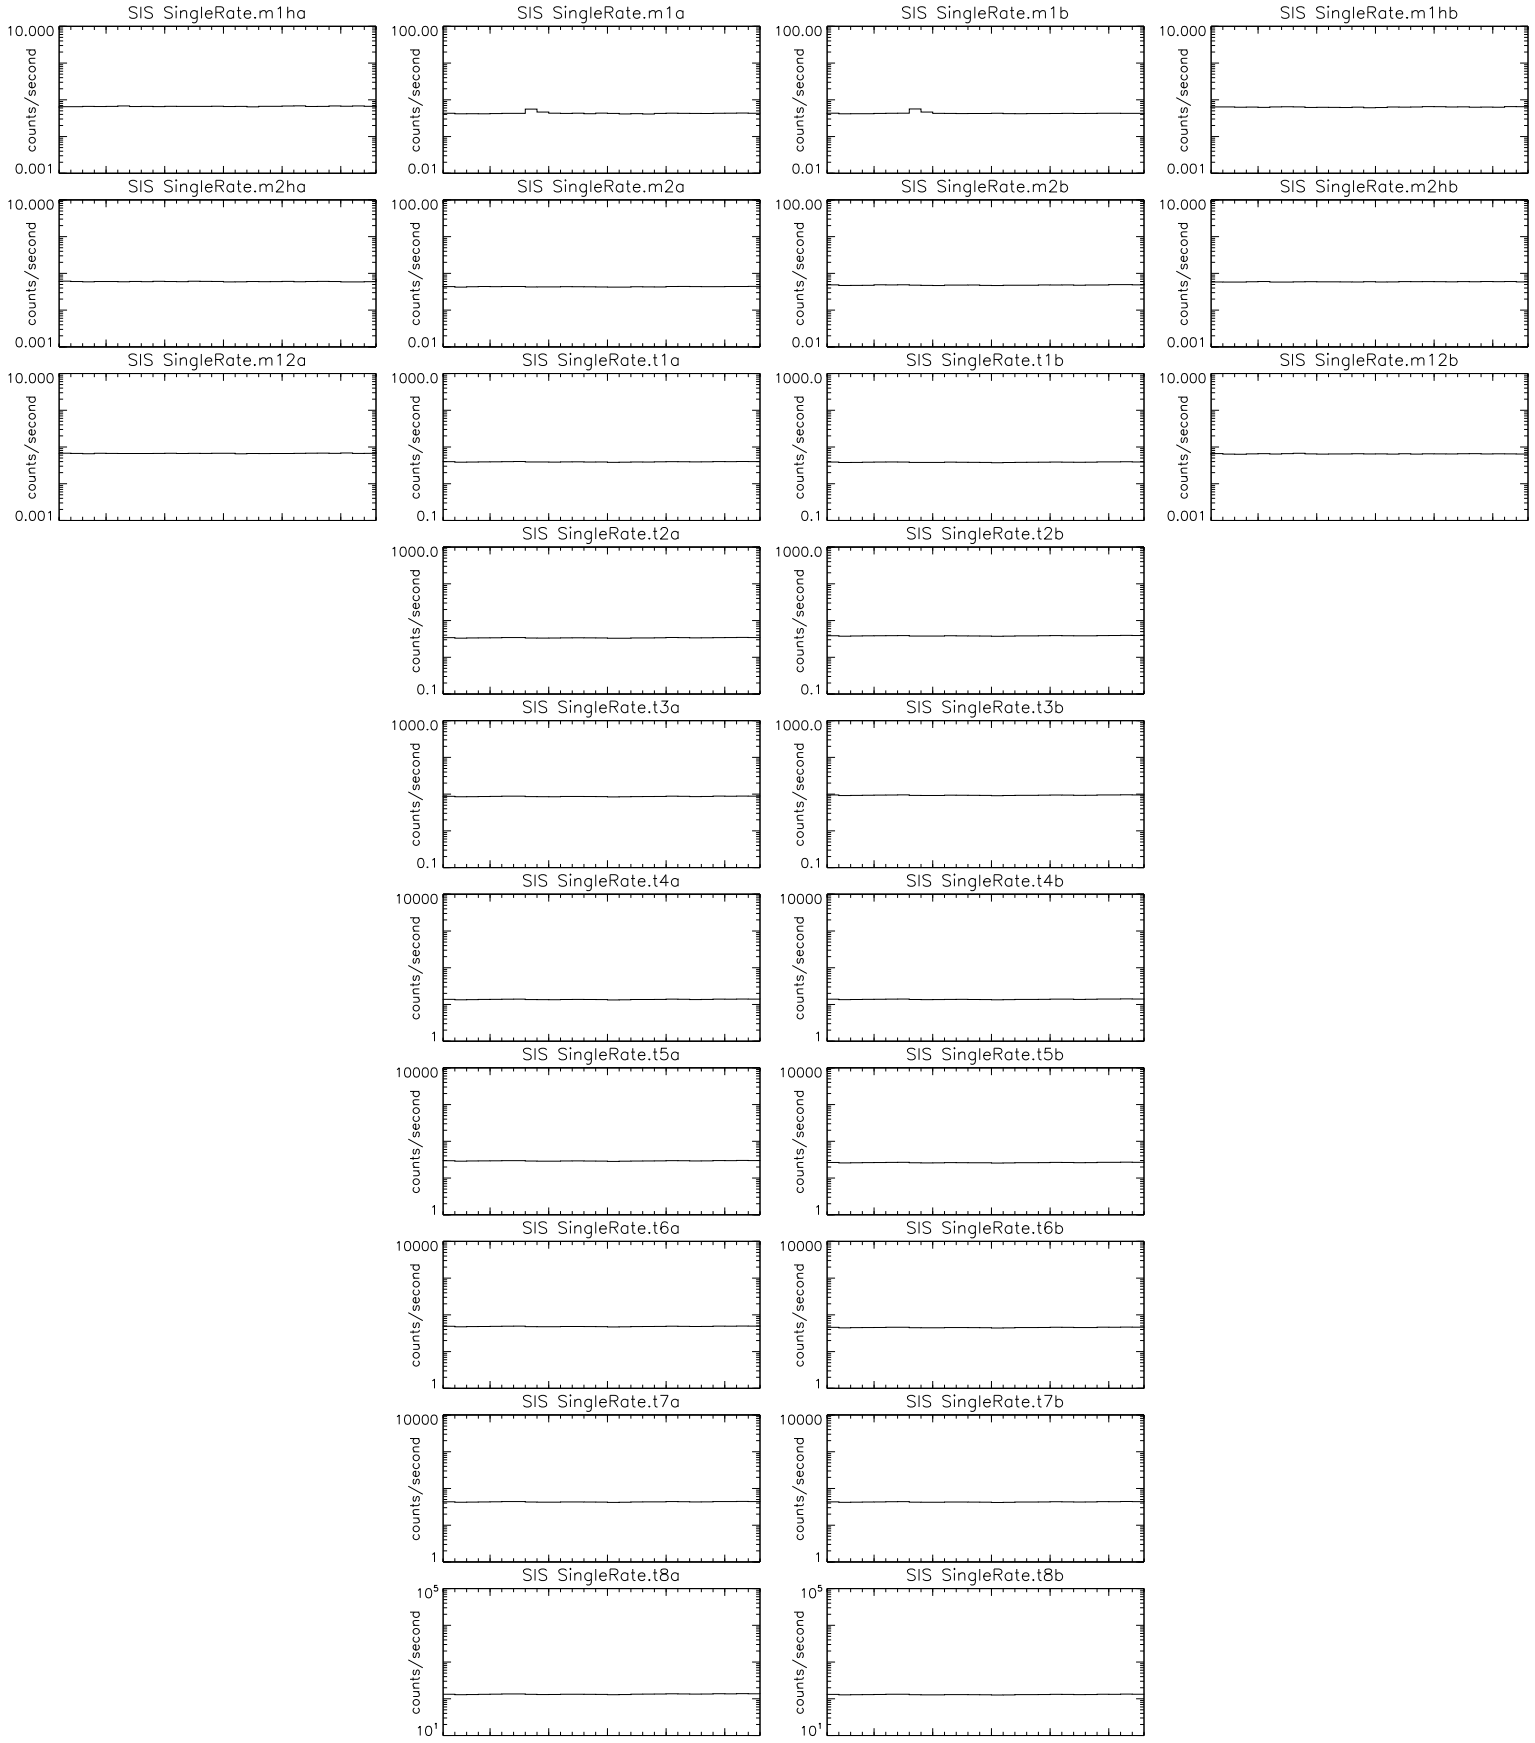 SIS SingleRate.m1ha
SIS SingleRate.m1a
SIS SingleRate.m1b
SIS SingleRate.m1hb
10.000
counts/second
0.001
100.00
counts/second
0.01
100.00
counts/second
0.01
10.000
counts/second
0.001
SIS SingleRate.m2ha
SIS SingleRate.m2a
SIS SingleRate.m2b
SIS SingleRate.m2hb
10.000
counts/second
0.001
100.00
counts/second
0.01
100.00
counts/second
0.01
10.000
counts/second
0.001
SIS SingleRate.m12a
SIS SingleRate.t1a
SIS SingleRate.t1b
SIS SingleRate.m12b
10.000
counts/second
0.001
1000.0
counts/second
0.1
1000.0
counts/second
0.1
10.000
counts/second
0.001
SIS SingleRate.t2a
SIS SingleRate.t2b
1000.0
counts/second
0.1
1000.0
counts/second
0.1
SIS SingleRate.t3a
SIS SingleRate.t3b
1000.0
counts/second
0.1
1000.0
counts/second
0.1
SIS SingleRate.t4a
SIS SingleRate.t4b
10000
counts/second
1
10000
counts/second
1
SIS SingleRate.t5a
SIS SingleRate.t5b
10000
counts/second
1
10000
counts/second
1
SIS SingleRate.t6a
SIS SingleRate.t6b
10000
counts/second
1
10000
counts/second
1
SIS SingleRate.t7a
SIS SingleRate.t7b
10000
counts/second
1
10000
counts/second
1
SIS SingleRate.t8a
SIS SingleRate.t8b
10⁵
counts/second
10¹
10⁵
counts/second
10¹